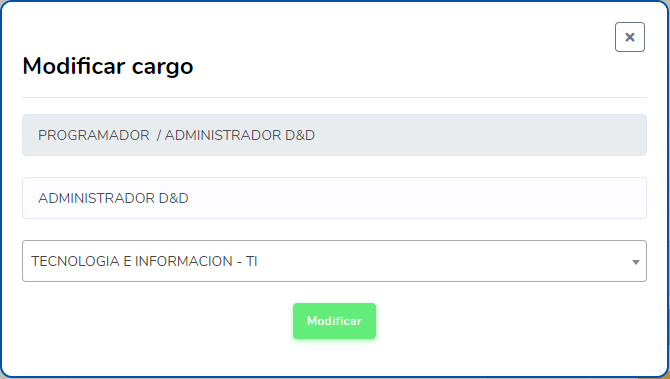 Modificar cargo
PROGRAMADOR / ADMINISTRADOR D&D
ADMINISTRADOR D&D
TECNOLOGIA E INFORMACION - TI
Modificar